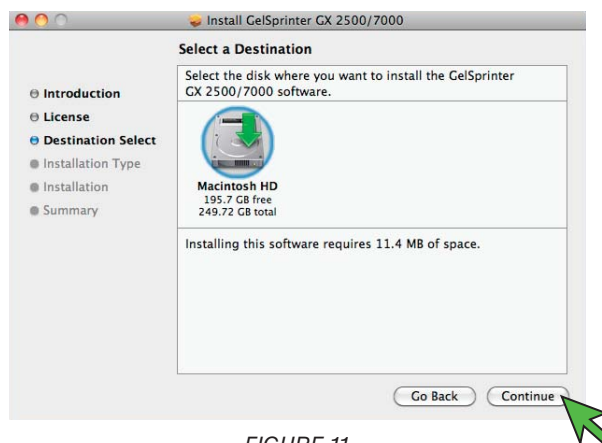 Install GelSprinter GX 2500/7000
Select a Destination
Introduction
License
Destination Select
Installation Type
Installation
Summary
Select the disk where you want to install the GelSprinter
GX 2500/7000 software.
Macintosh HD
195.7 GB free
249.72 GB total
Installing this software requires 11.4 MB of space.
Go Back
Continue
FIGURE 11